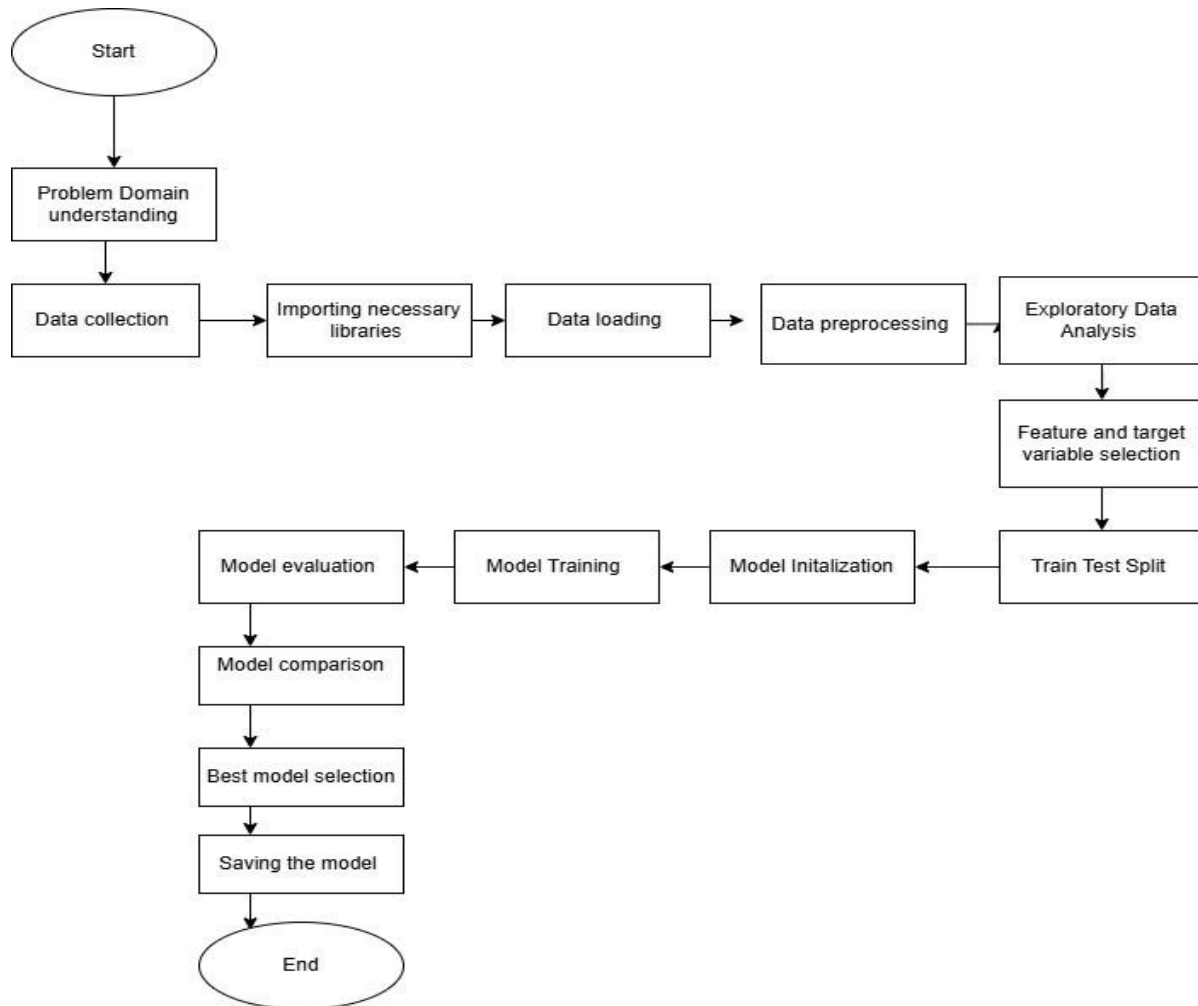 Start
Problem Domain
understanding
Data collection
Importing necessary
libraries
Data loading
Data preprocessing
Exploratory Data
Analysis
Feature and target
variable selection
Train Test Split
Model Initalization
Model Training
Model evaluation
Model comparison
Best model selection
Saving the model
End